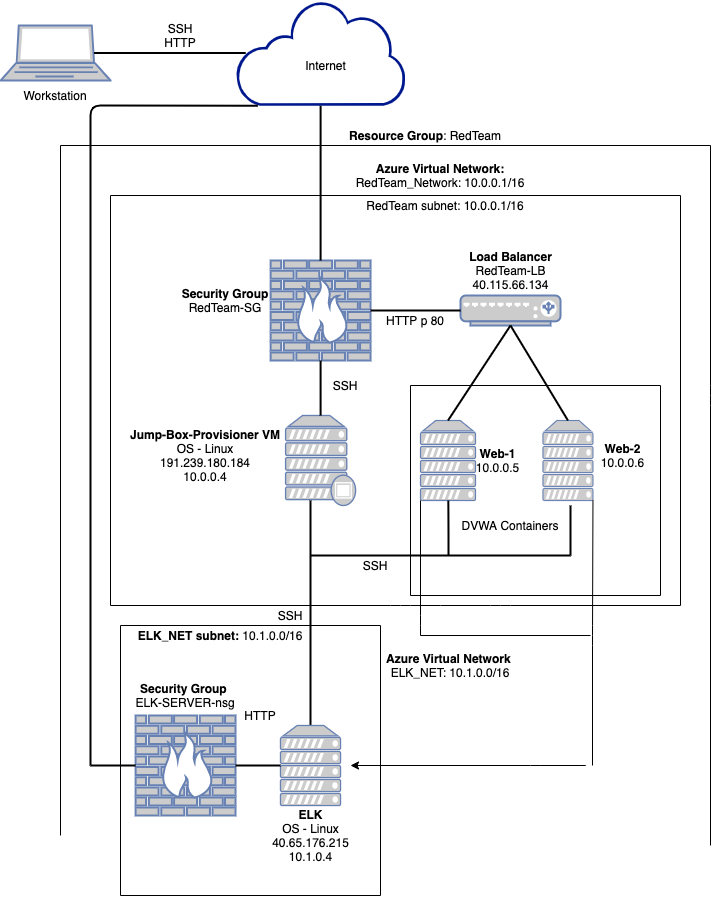 SSH
HTTP
Internet
Workstation
Resource Group: RedTeam
Azure Virtual Network:
RedTeam_Network: 10.0.0.1/16
RedTeam subnet: 10.0.0.1/16
Load Balancer
RedTeam-LB
40.115.66.134
Security Group
RedTeam-SG
HTTP p 80
SSH
Jump-Box-Provisioner VM
OS - Linux
191.239.180.184
10.0.0.4
Web-1
10.0.0.5
Web-2
10.0.0.6
DVWA Containers
SSH
SSH
ELK_NET subnet: 10.1.0.0/16
Azure Virtual Network
ELK_NET: 10.1.0.0/16
Security Group
ELK-SERVER-nsg
HTTP
ELK
OS - Linux
40.65.176.215
10.1.0.4